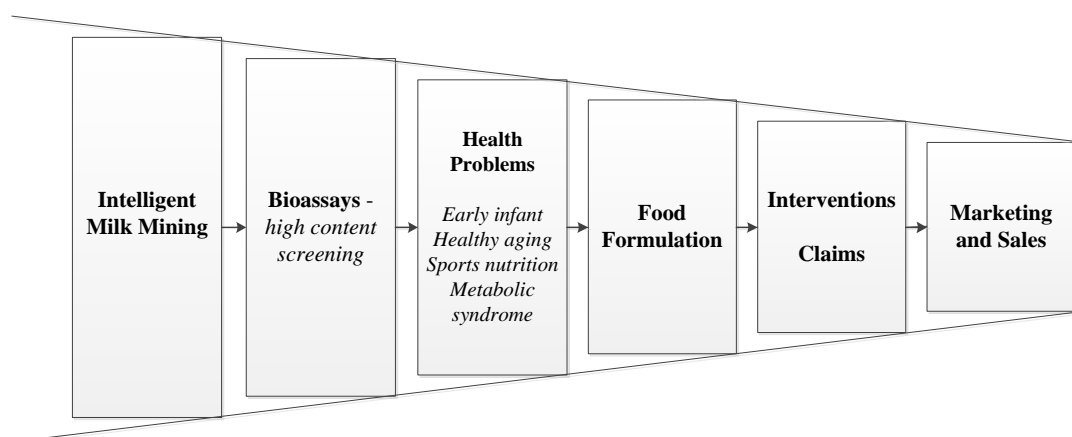 Intelligent
Milk Mining
Bioassays -
high content
screening
Health
Problems
Early infant
Healthy aging
Sports nutrition
Metabolic
syndrome
Food
Formulation
Interventions
Claims
Marketing
and Sales